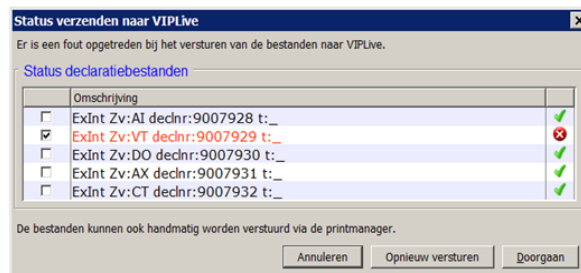 Status verzenden naar VIPLive
Er is een fout opgetreden bij het versturen van de bestanden naar VIPLive.
Status declaratiebestanden
Omschrijving
ExInt Zv:AI declnr:9007928 t:_
ExInt Zv:VT declnr:9007929 t:_
ExInt Zv:DO declnr:9007930 t:_
ExInt Zv:AX declnr:9007931 t:_
ExInt Zv:CT declnr:9007932 t:_
De bestanden kunnen ook handmatig worden verstuurd via de printmanager.
Annuleren Opnieuw versturen Doorgaan